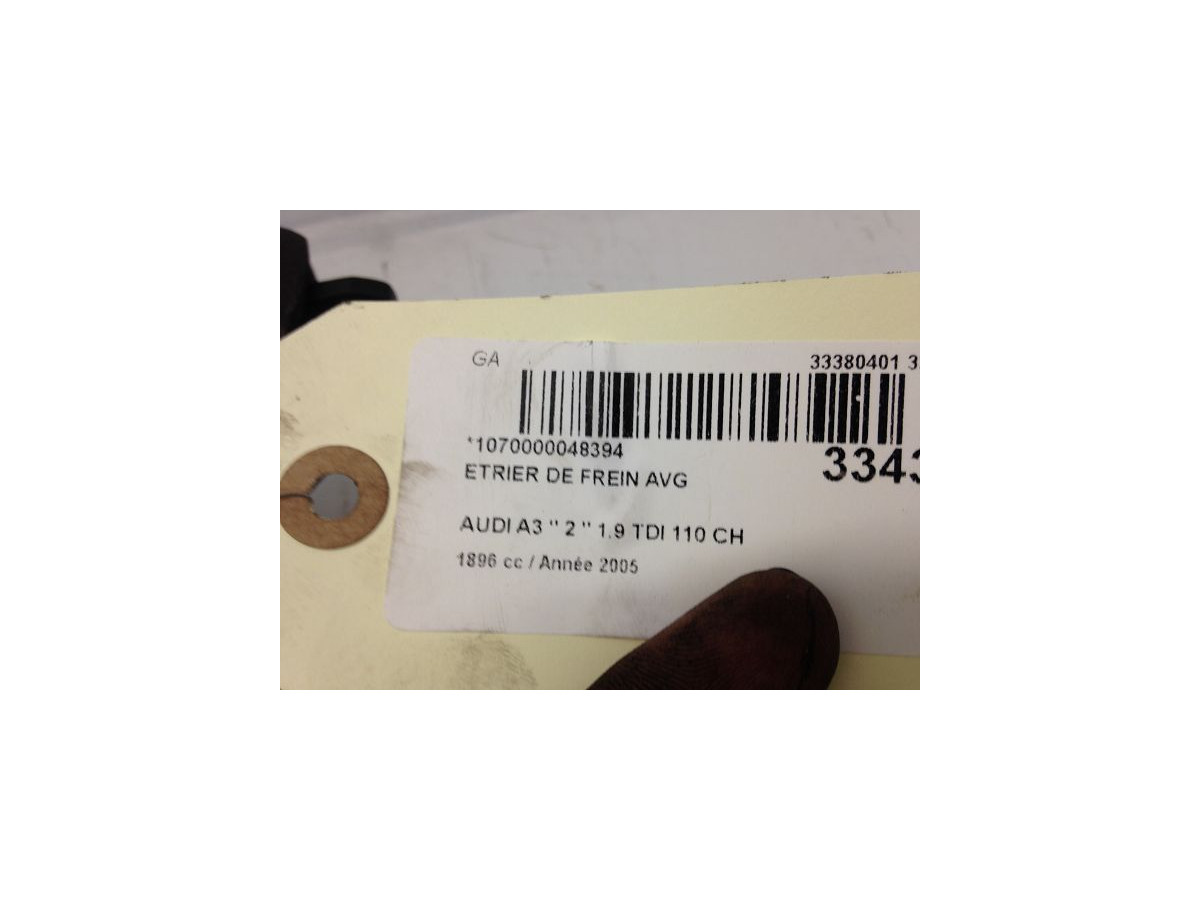 GA
33380401 3
*1070000048394
3343
ETRIER DE FREIN AVG
AUDI A3 " 2 " 1.9 TDI 110 CH
1896 cc / Année 2005